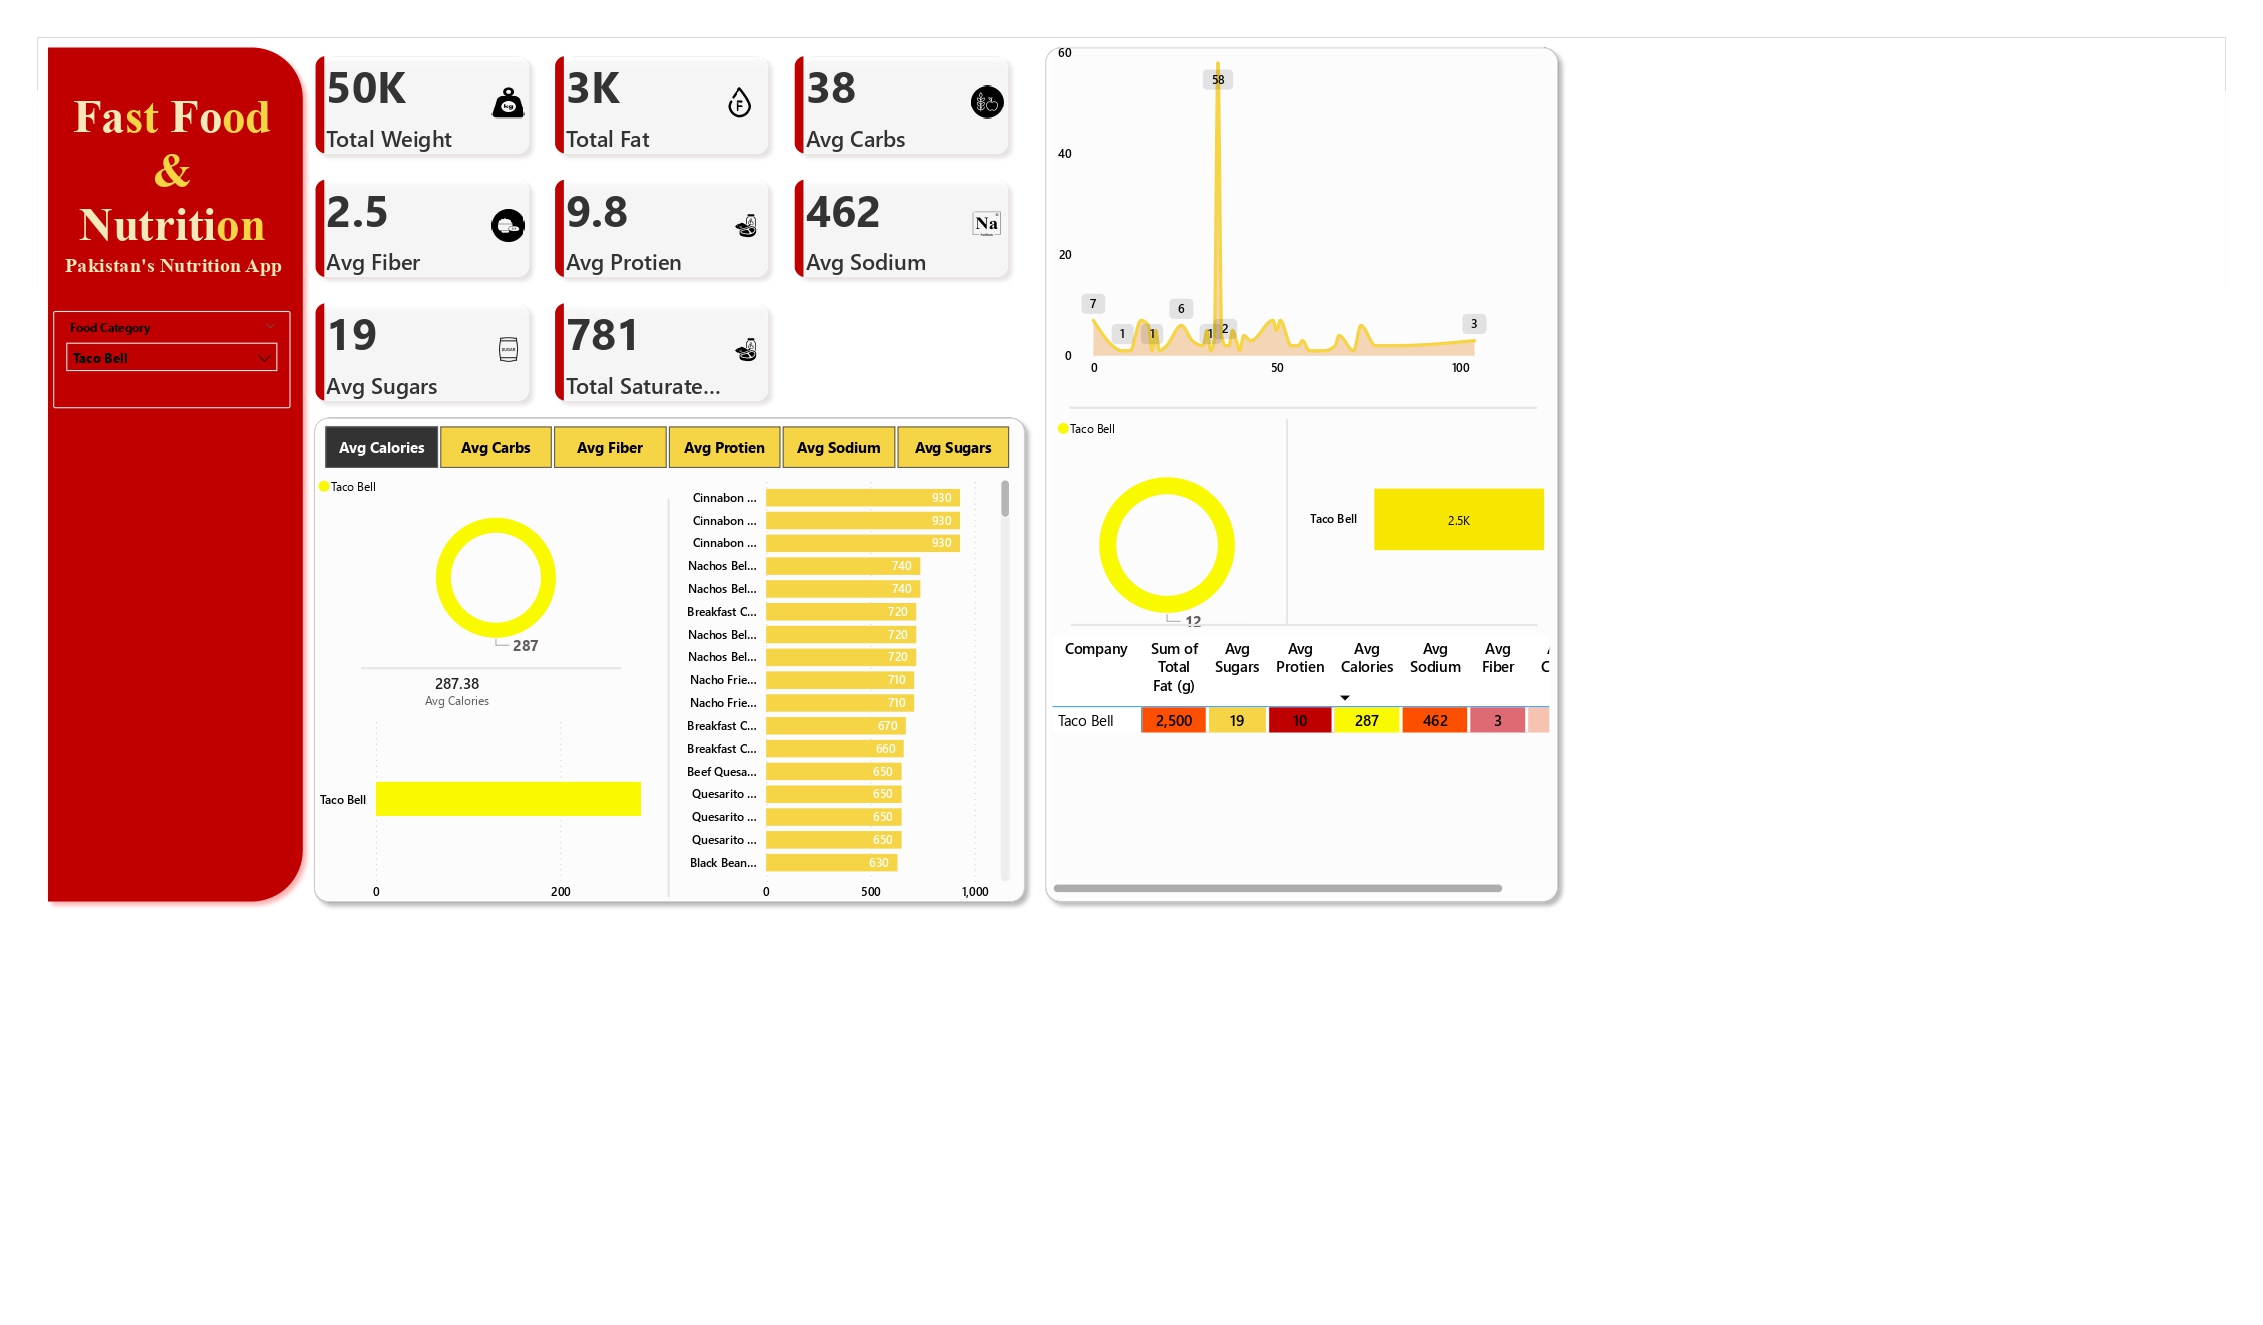 Fast Food
&
Nutrition
Pakistan's Nutrition App
Food Category
Taco Bell
50K
Total Weight
kg
3K
Total Fat
F
38
Avg Carbs
2.5
Avg Fiber
9.8
Avg Protien
462
Avg Sodium
Na
19
Avg Sugars
SUGAR
781
Total Saturate...
Avg Calories
Avg Carbs
Avg Fiber
Avg Protien
Avg Sodium
Avg Sugars
Taco Bell
287
287.38
Avg Calories
Taco Bell
0
200
Cinnabon ... 930
Cinnabon ... 930
Cinnabon ... 930
Nachos Bel... 740
Nachos Bel... 740
Breakfast C... 720
Nachos Bel... 720
Nachos Bel... 720
Nacho Frie... 710
Nacho Frie... 710
Breakfast C... 670
Breakfast C... 660
Beef Quesa... 650
Quesarito ... 650
Quesarito ... 650
Quesarito ... 650
Black Bean... 630
0 500 1,000
60
58
40
20
7
1
1
6
1
2
3
0
0 50 100
Taco Bell
12
Taco Bell
2.5K
Company Sum of Total Fat (g) Avg Sugars Avg Protien Avg Calories Avg Sodium Avg Fiber
Taco Bell 2,500 19 10 287 462 3